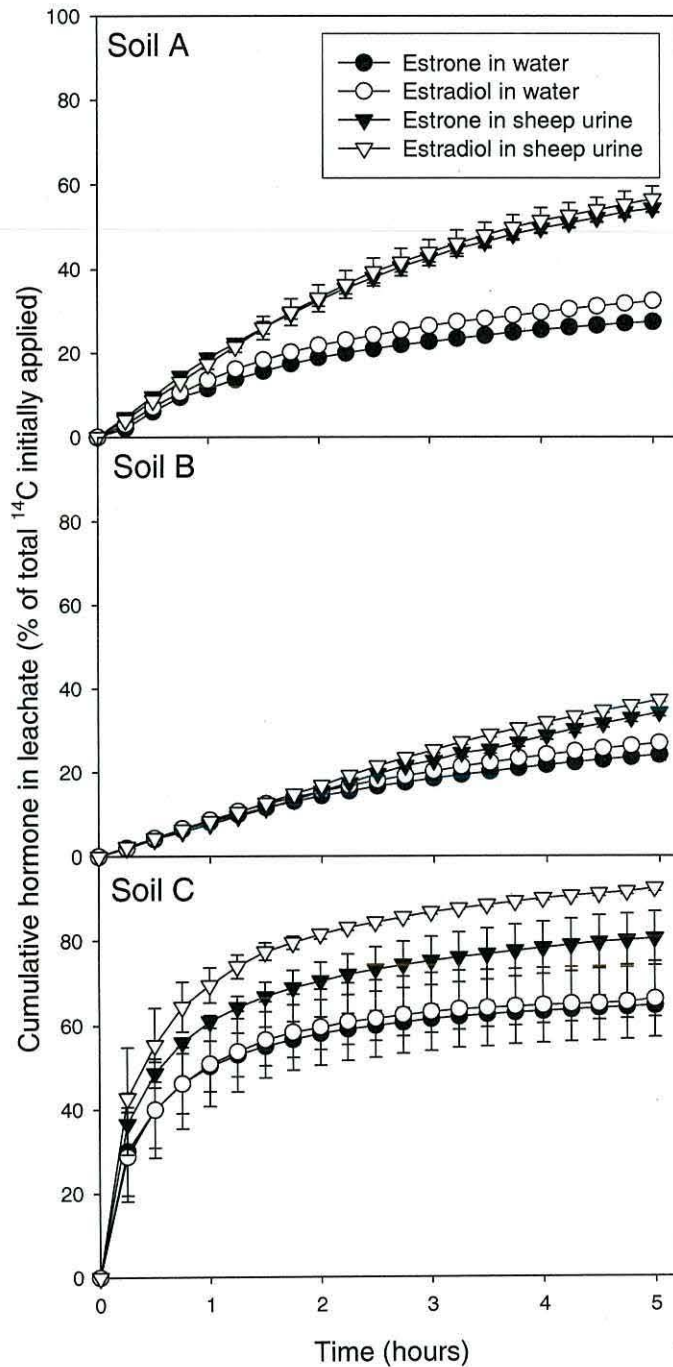 Cumulative hormone in leachate (% of total ¹⁴C initially applied)
100
80
60
40
20
0
Soil A
Estrone in water
Estradiol in water
Estrone in sheep urine
Estradiol in sheep urine
Soil B
80
60
40
20
0
Soil C
80
60
40
20
0
0 1 2 3 4 5
Time (hours)